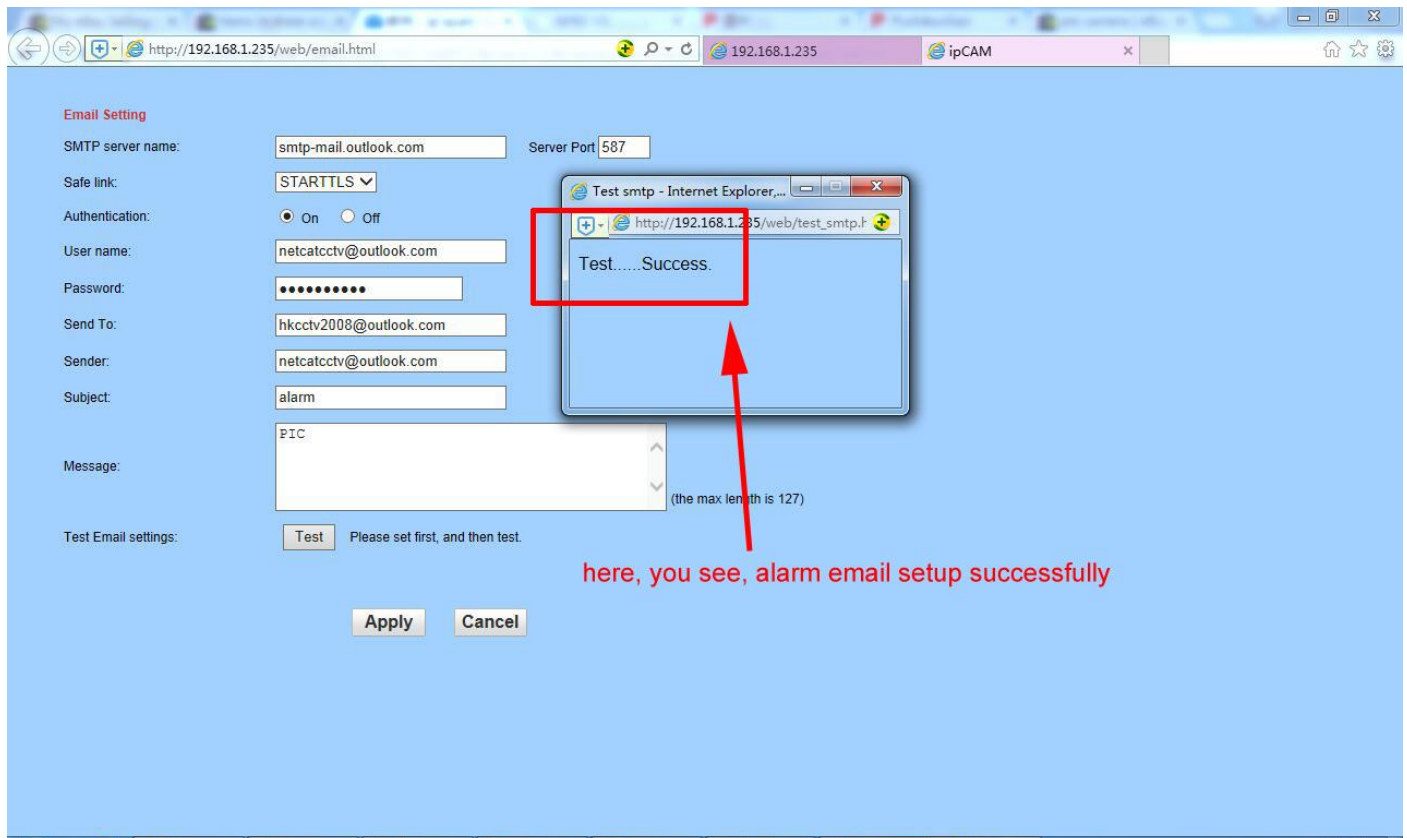 http://192.168.1.235/web/email.html
192.168.1.235
ipCAM
Email Setting
SMTP server name:
smtp-mail.outlook.com
Server Port
587
Safe link:
STARTTLS
Authentication:
On
Off
User name:
netcatcctv@outlook.com
Password:
Send To:
hkcctv2008@outlook.com
Sender:
netcatcctv@outlook.com
Subject:
alarm
Message:
PIC
(the max length is 127)
Test Email settings:
Test
Please set first, and then test.
Apply
Cancel
Test smtp - Internet Explorer,...
http://192.168.1.235/web/test_smtp.h
Test......Success.
here, you see, alarm email setup successfully